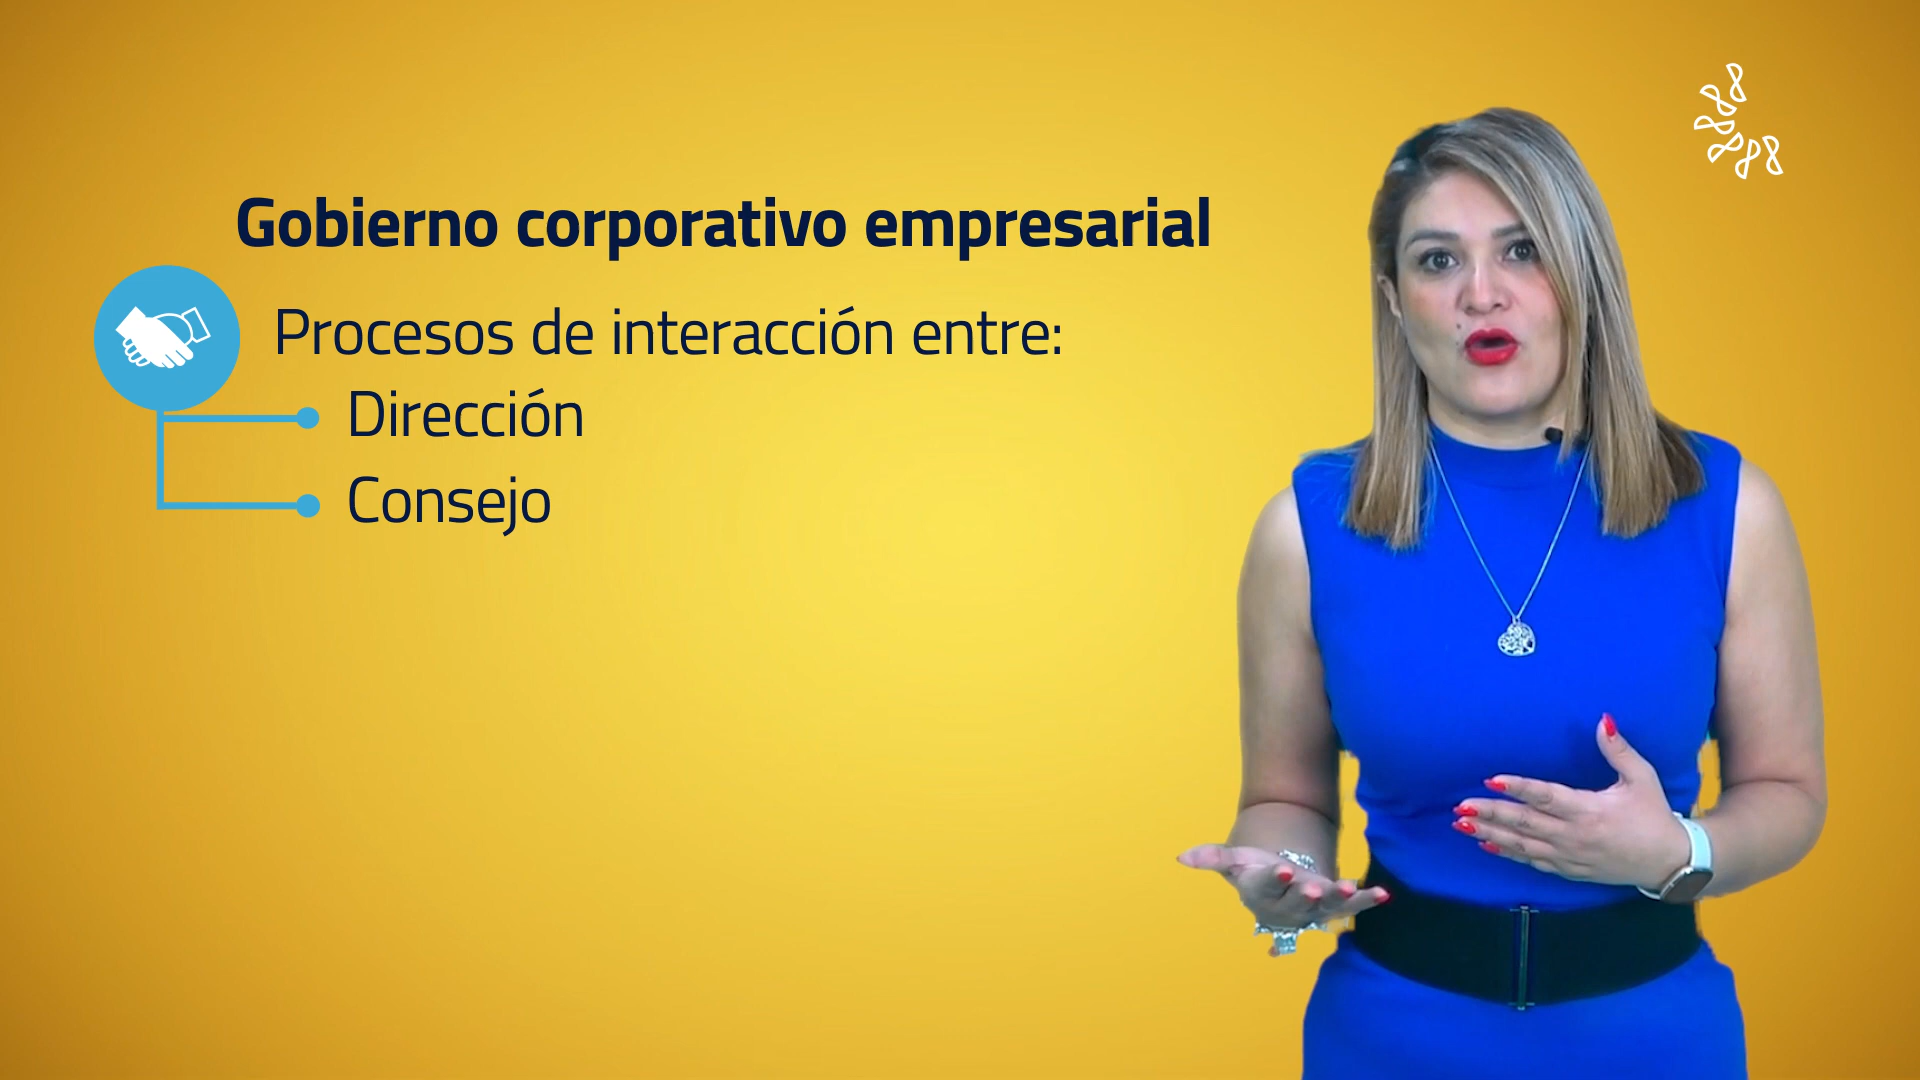 Gobierno corporativo empresarial
Procesos de interacción entre:
Dirección
Consejo